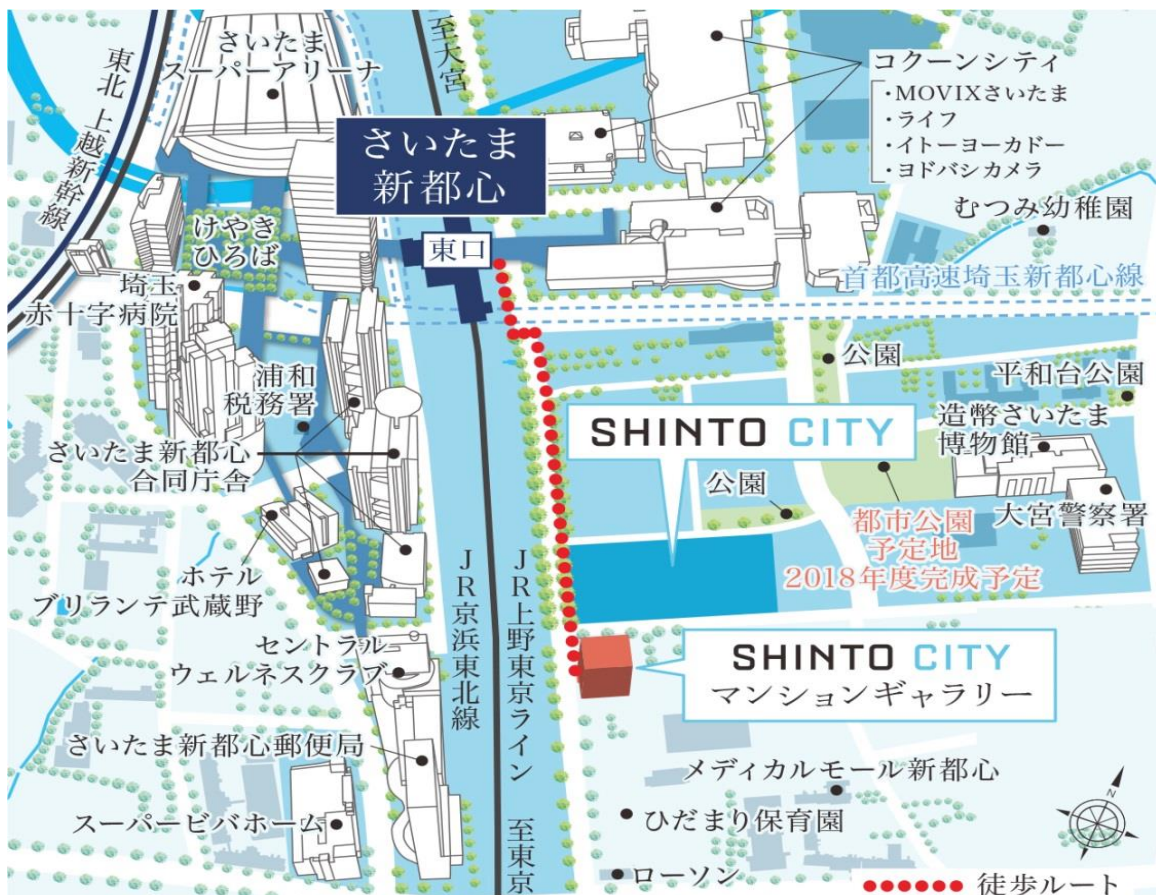 さいたま
スーパーアリーナ
至大宮
東北 上越新幹線
さいたま
新都心
東口
コクーンシティ
・MOVIXさいたま
・ライフ
・イトーヨーカドー
・ヨドバシカメラ
むつみ幼稚園
けやき
ひろば
埼玉
赤十字病院
首都高速埼玉新都心線
公園
平和台公園
浦和
税務署
SHINTO CITY
造幣さいたま
博物館
さいたま新都心
合同庁舎
公園
大宮警察署
都市公園
予定地
2018年度完成予定
ホテル
ブリランテ武蔵野
JR京浜東北線
JR上野東京ライン
セントラル
ウェルネスクラブ
SHINTO CITY
マンションギャラリー
さいたま新都心郵便局
メディカルモール新都心
スーパービバホーム
ひだまり保育園
至東京
ローソン
N
徒歩ルート